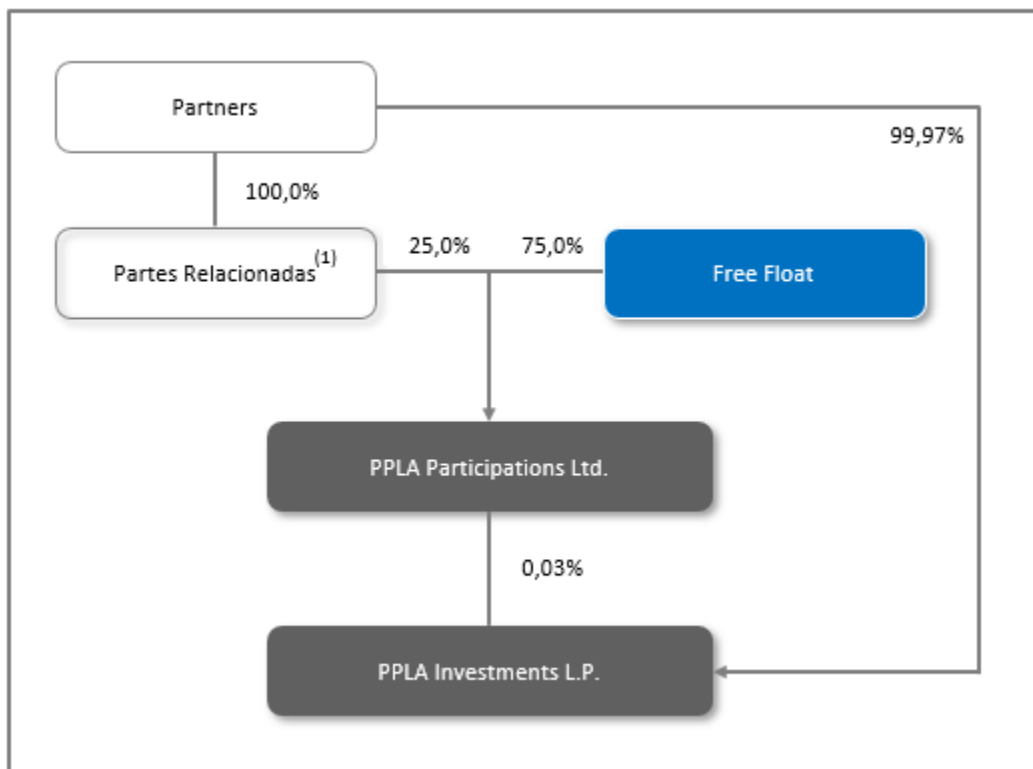 Partners
99,97%
100,0%
Partes Relacionadas(1)
25,0%
75,0%
Free Float
PPLA Participations Ltd.
0,03%
PPLA Investments L.P.